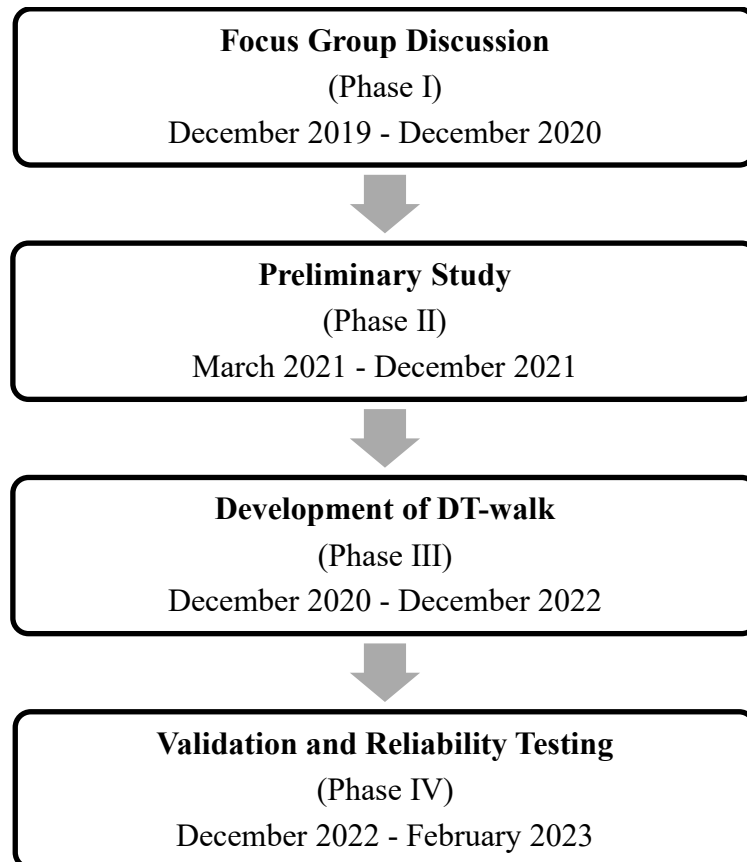 Focus Group Discussion
(Phase I)
December 2019 - December 2020
Preliminary Study
(Phase II)
March 2021 - December 2021
Development of DT-walk
(Phase III)
December 2020 - December 2022
Validation and Reliability Testing
(Phase IV)
December 2022 - February 2023